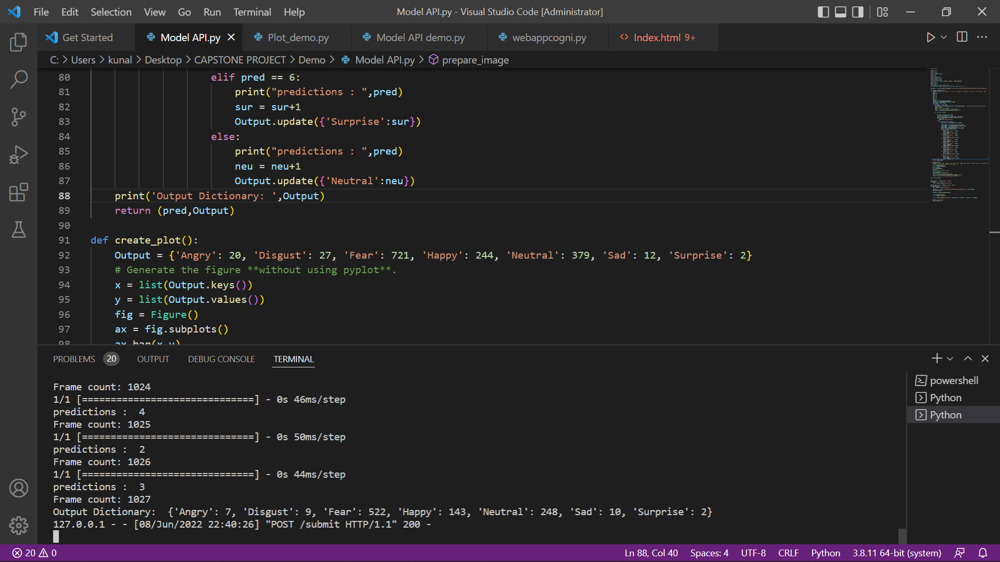 File Edit Selection View Go Run Terminal Help Model API.py - Visual Studio Code [Administrator]
Get Started Model API.py Plot_demo.py Model API demo.py webappcogni.py Index.html 9+
C: > Users > kunal > Desktop > CAPSTONE PROJECT > Demo > Model API.py > prepare_image
80 elif pred == 6:
81 print("predictions : ",pred)
82 sur = sur+1
83 Output.update({'Surprise':sur})
84 else:
85 print("predictions : ",pred)
86 neu = neu+1
87 Output.update({'Neutral':neu})
88 print('Output Dictionary: ',Output)
89 return (pred,Output)
90
91 def create_plot():
92 Output = {'Angry': 20, 'Disgust': 27, 'Fear': 721, 'Happy': 244, 'Neutral': 379, 'Sad': 12, 'Surprise': 2}
93 # Generate the figure **without using pyplot**.
94 x = list(Output.keys())
95 y = list(Output.values())
96 fig = Figure()
97 ax = fig.subplots()
98 ax.bar(x,y)
PROBLEMS 20 OUTPUT DEBUG CONSOLE TERMINAL
Frame count: 1024
1/1 [==============================] - 0s 46ms/step
predictions :  4
Frame count: 1025
1/1 [==============================] - 0s 50ms/step
predictions :  2
Frame count: 1026
1/1 [==============================] - 0s 44ms/step
predictions :  3
Frame count: 1027
Output Dictionary:  {'Angry': 7, 'Disgust': 9, 'Fear': 522, 'Happy': 143, 'Neutral': 248, 'Sad': 10, 'Surprise': 2}
127.0.0.1 - - [08/Jun/2022 22:40:26] "POST /submit HTTP/1.1" 200 -
powershell
Python
Python
20 0 Ln 88, Col 40 Spaces: 4 UTF-8 CRLF Python 3.8.11 64-bit (system)